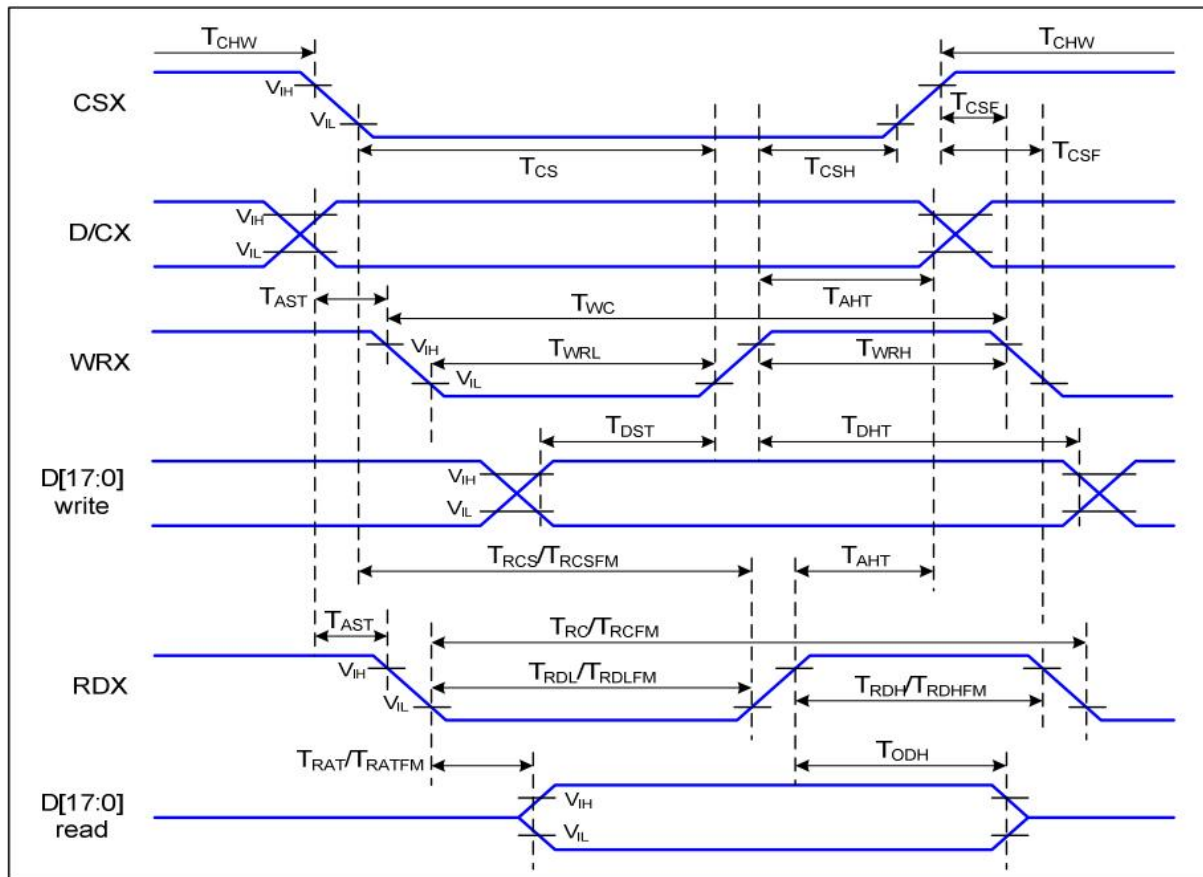 TCHW TCHW
CSX VIH TCSF
VIL TCSF
TCS TCSH
D/CX VIH
VIL
TAST TWC TAHT
WRX VIH TWRL TWRH
VIL
TDST TDHT
D[17:0] VIH
write VIL
TRCS/TRCSFM TAHT
TAST TRC/TRCFM
RDX VIH TRDL/TRDLFM TRDH/TRDHFM
VIL
TRAT/TRATFM TODH
D[17:0] VIH
read VIL